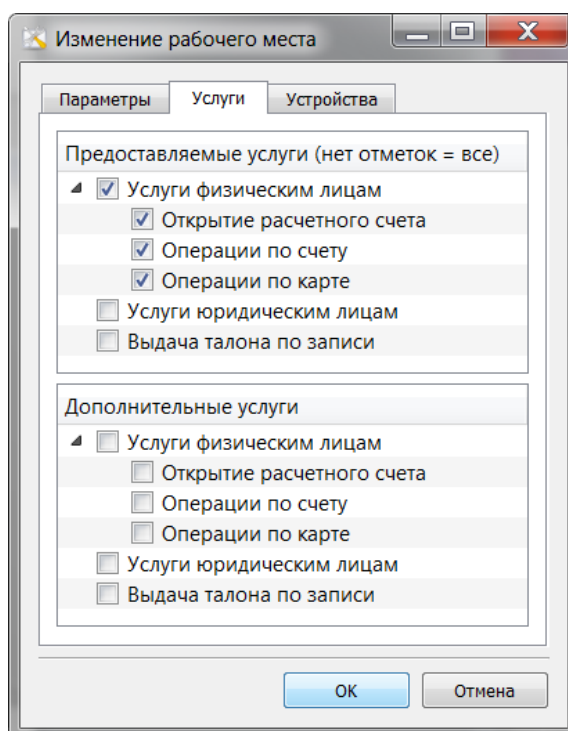 Изменение рабочего места
Параметры Услуги Устройства
Предоставляемые услуги (нет отметок = все)
Услуги физическим лицам
Открытие расчетного счета
Операции по счету
Операции по карте
Услуги юридическим лицам
Выдача талона по записи
Дополнительные услуги
Услуги физическим лицам
Открытие расчетного счета
Операции по счету
Операции по карте
Услуги юридическим лицам
Выдача талона по записи
ОК Отмена